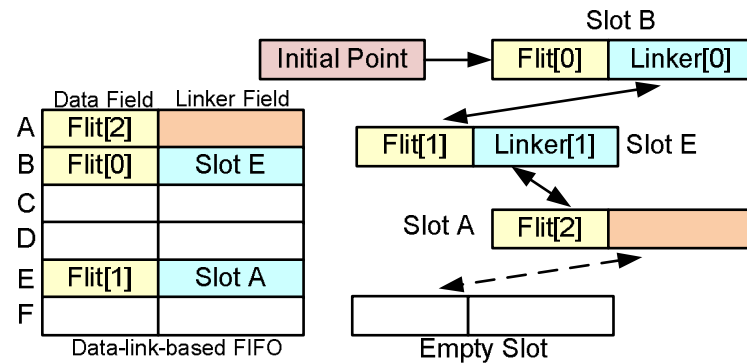 Slot B
Initial Point
Flit[0] Linker[0]
Data Field Linker Field
A Flit[2]
B Flit[0] Slot E
C
D
E Flit[1] Slot A
F
Data-link-based FIFO
Flit[1] Linker[1] Slot E
Slot A Flit[2]
Empty Slot